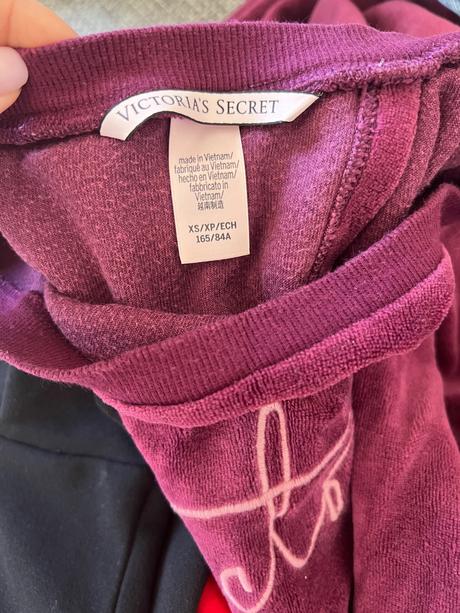 VICTORIA'S SECRET
made in Vietnam/
fabriqué au Vietnam/
hecho en Vietnam/
fabbricato in
Vietnam/
越南制造
XS/XP/ECH
165/84A